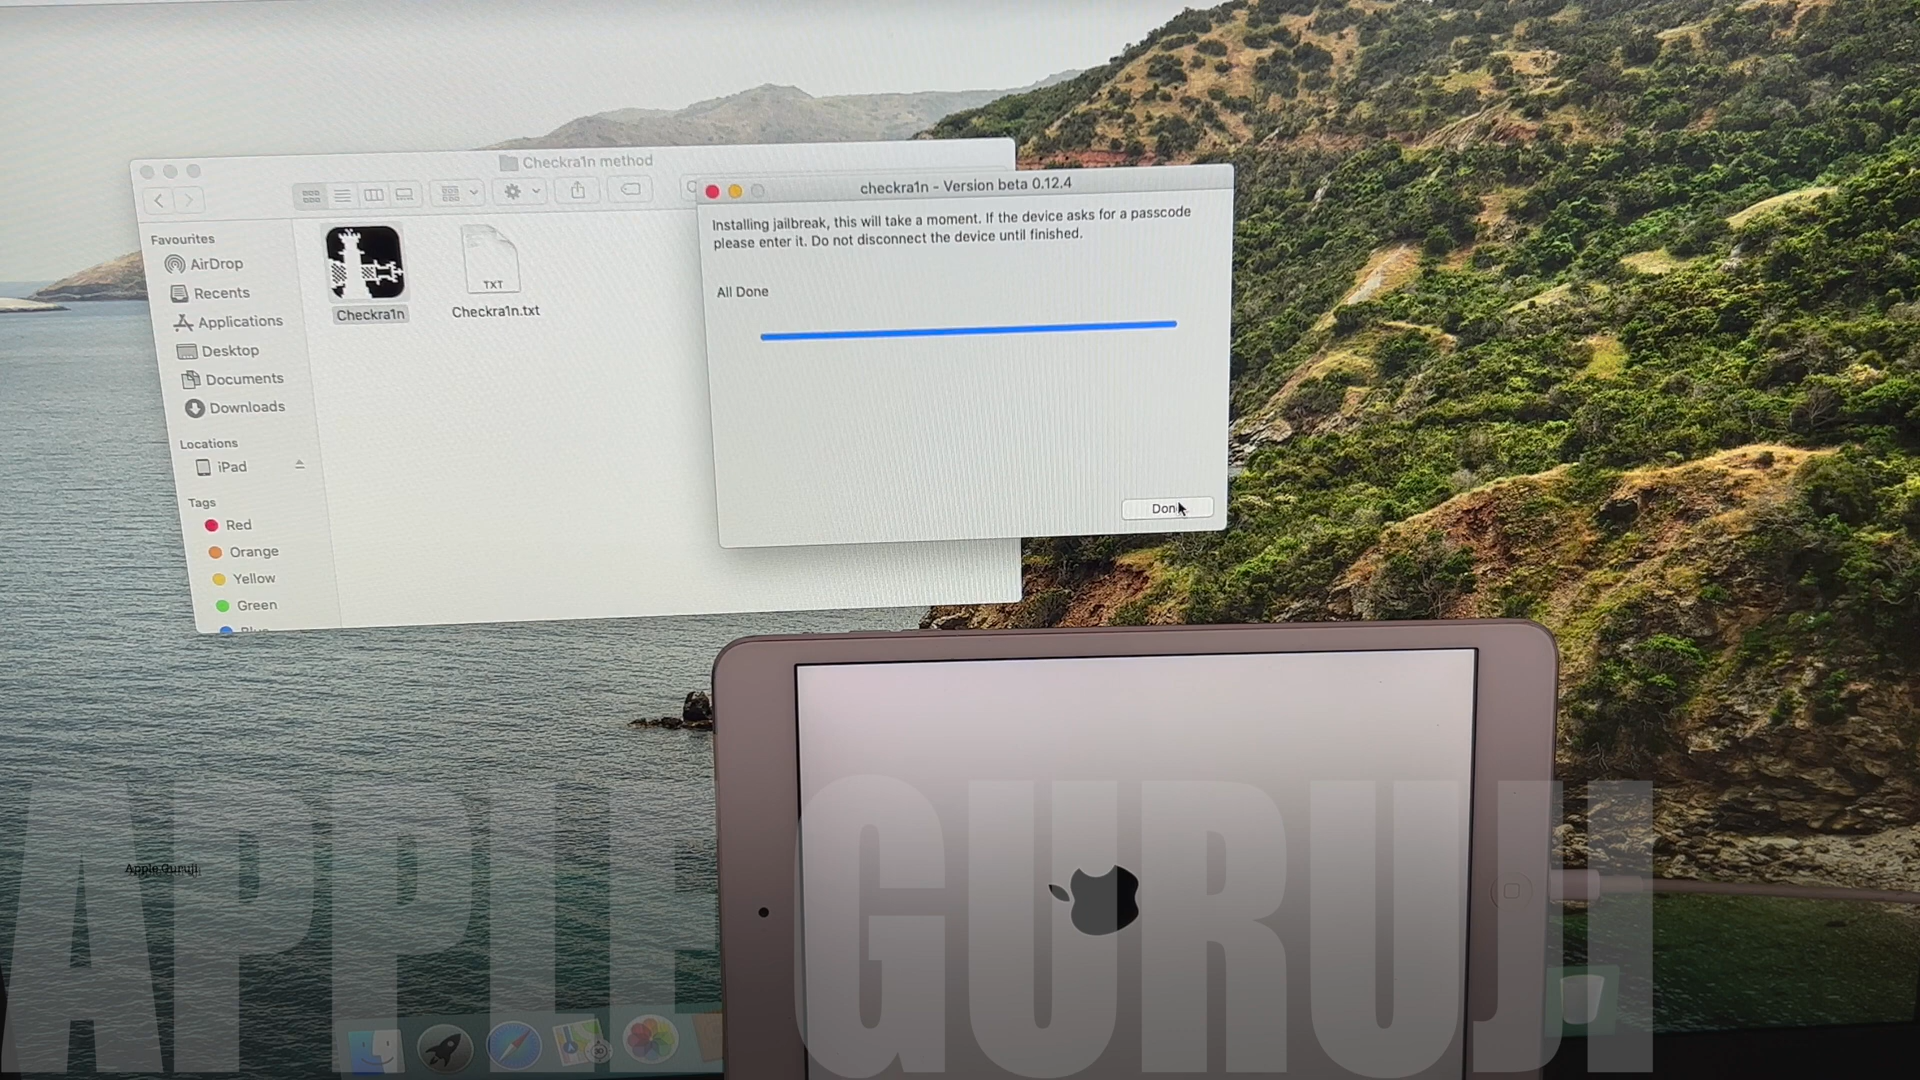 Checkra1n method
Favourites
AirDrop
Recents
Applications
Desktop
Documents
Downloads
Locations
iPad
Tags
Red
Orange
Yellow
Green
Blue
TXT
Checkra1n
Checkra1n.txt
checkra1n - Version beta 0.12.4
Installing jailbreak, this will take a moment. If the device asks for a passcode
please enter it. Do not disconnect the device until finished.
All Done
Done
Apple Guruji
APPLE GURUJI